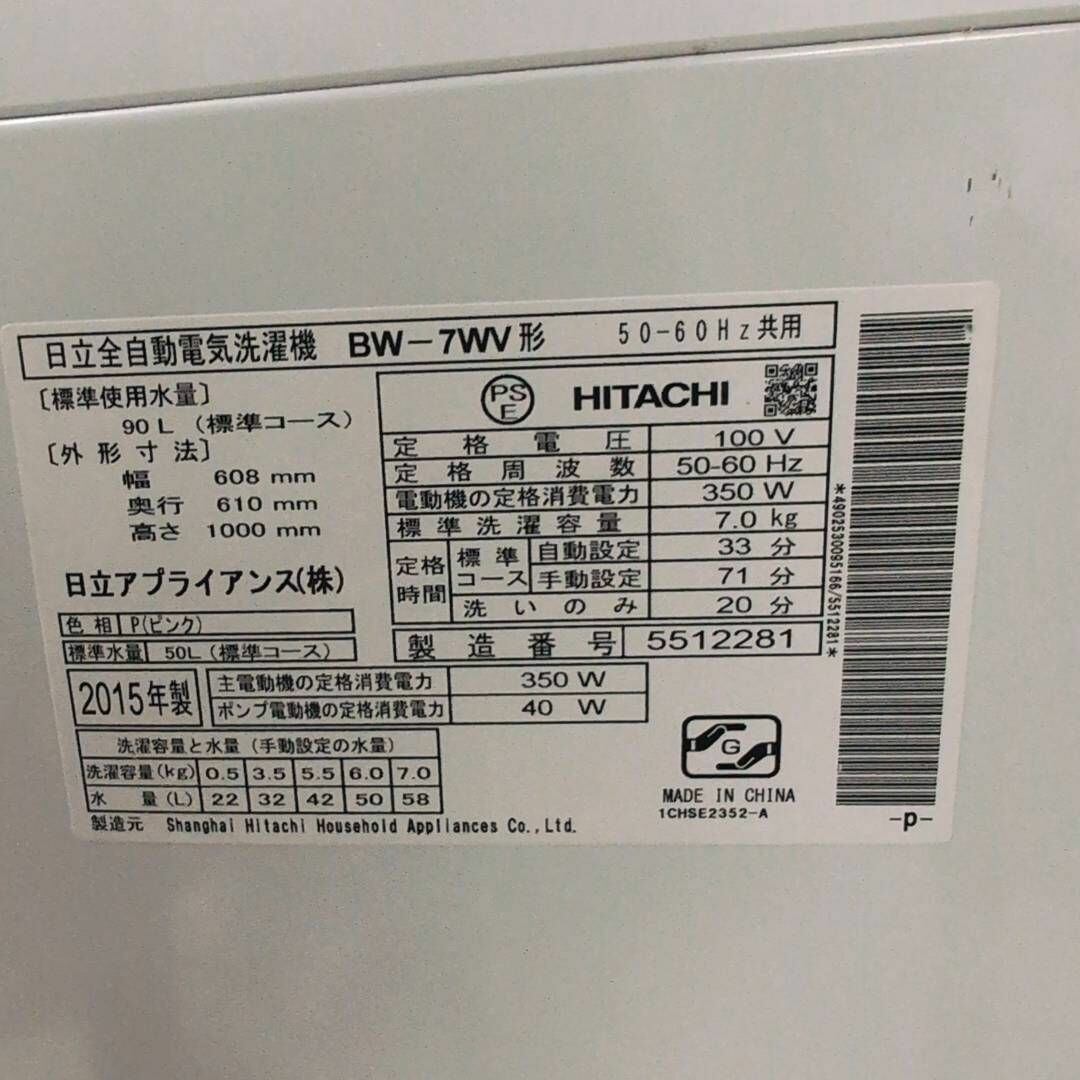 日立全自動電気洗濯機 BW-7WV形 50-60Hz共用
[標準使用水量]
90L (標準コース)
[外形寸法]
幅 608 mm
奥行 610 mm
高さ 1000 mm
日立アプライアンス(株)
色相 P(ピンク)
標準水量 50L (標準コース)
PS
E
HITACHI
定格電圧 100 V
定格周波数 50-60 Hz
電動機の定格消費電力 350 W
標準洗濯容量 7.0 kg
定格時間 標準コース 自動設定 33 分
手動設定 71 分
洗いのみ 20 分
製造番号 5512281
2015年製
主電動機の定格消費電力 350 W
ポンプ電動機の定格消費電力 40 W
洗濯容量と水量 (手動設定の水量)
洗濯容量(kg) 0.5 3.5 5.5 6.0 7.0
水量(L) 22 32 42 50 58
製造元 Shanghai Hitachi Household Appliances Co.,Ltd.
G
MADE IN CHINA
1CHSE2352-A
*4902530095166/5512281*
-p-